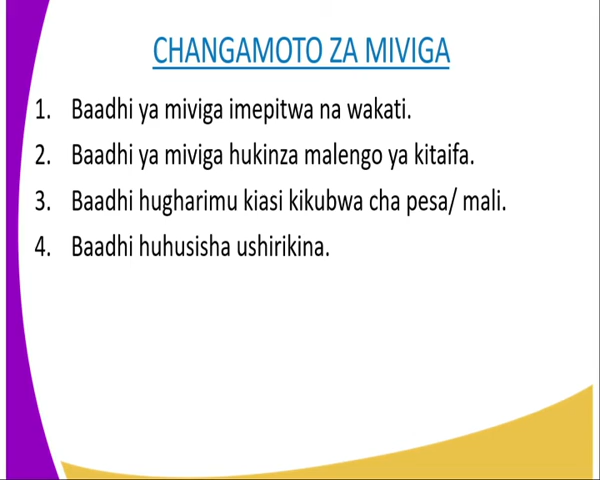 CHANGAMOTO ZA MIVIGA
1. Baadhi ya miviga imepitwa na wakati.
2. Baadhi ya miviga hukinza malengo ya kitaifa.
3. Baadhi hugharimu kiasi kikubwa cha pesa/ mali.
4. Baadhi huhusisha ushirikina.